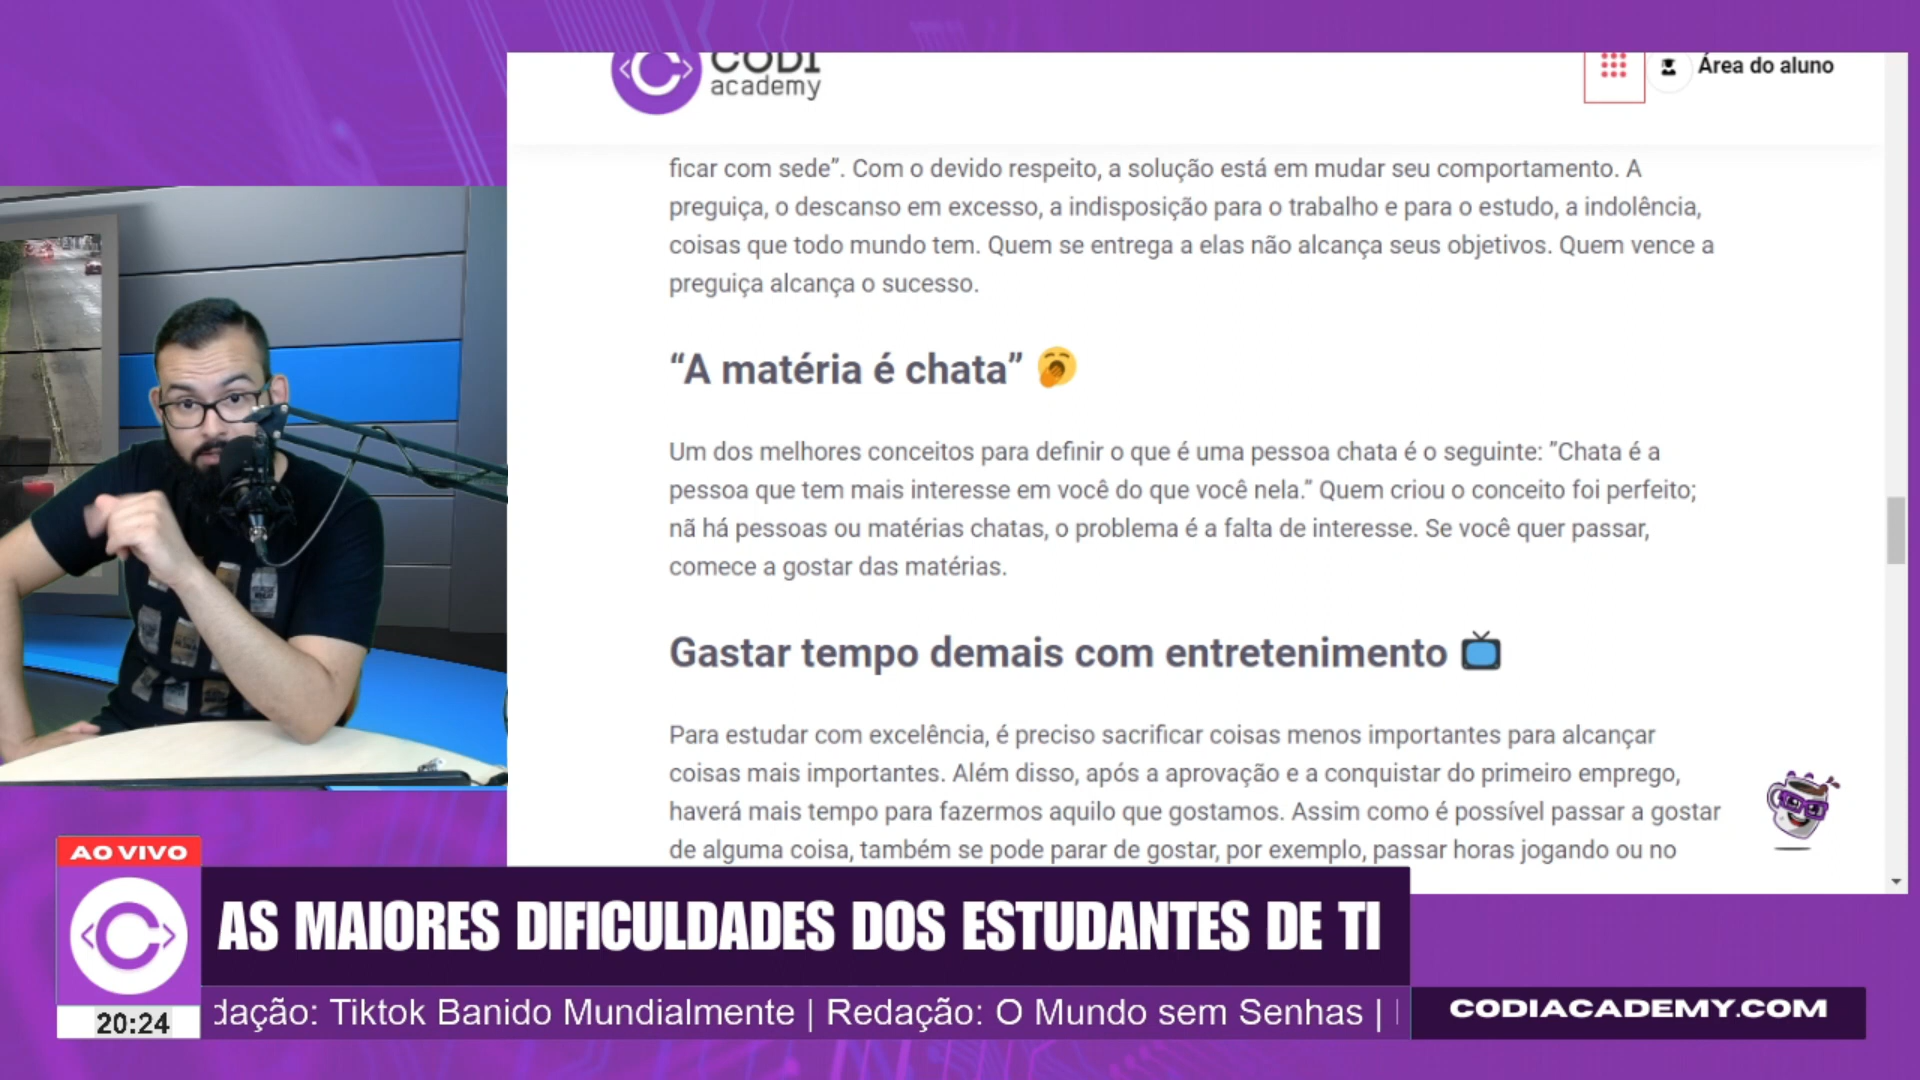 CODI
academy
Área do aluno
ficar com sede”. Com o devido respeito, a solução está em mudar seu comportamento. A
preguiça, o descanso em excesso, a indisposição para o trabalho e para o estudo, a indolência,
coisas que todo mundo tem. Quem se entrega a elas não alcança seus objetivos. Quem vence a
preguiça alcança o sucesso.
“A matéria é chata”
Um dos melhores conceitos para definir o que é uma pessoa chata é o seguinte: ”Chata é a
pessoa que tem mais interesse em você do que você nela.” Quem criou o conceito foi perfeito;
nã há pessoas ou matérias chatas, o problema é a falta de interesse. Se você quer passar,
comece a gostar das matérias.
Gastar tempo demais com entretenimento
Para estudar com excelência, é preciso sacrificar coisas menos importantes para alcançar
coisas mais importantes. Além disso, após a aprovação e a conquistar do primeiro emprego,
haverá mais tempo para fazermos aquilo que gostamos. Assim como é possível passar a gostar
de alguma coisa, também se pode parar de gostar, por exemplo, passar horas jogando ou no
AO VIVO
AS MAIORES DIFICULDADES DOS ESTUDANTES DE TI
dação: Tiktok Banido Mundialmente | Redação: O Mundo sem Senhas |
CODIACADEMY.COM
20:24